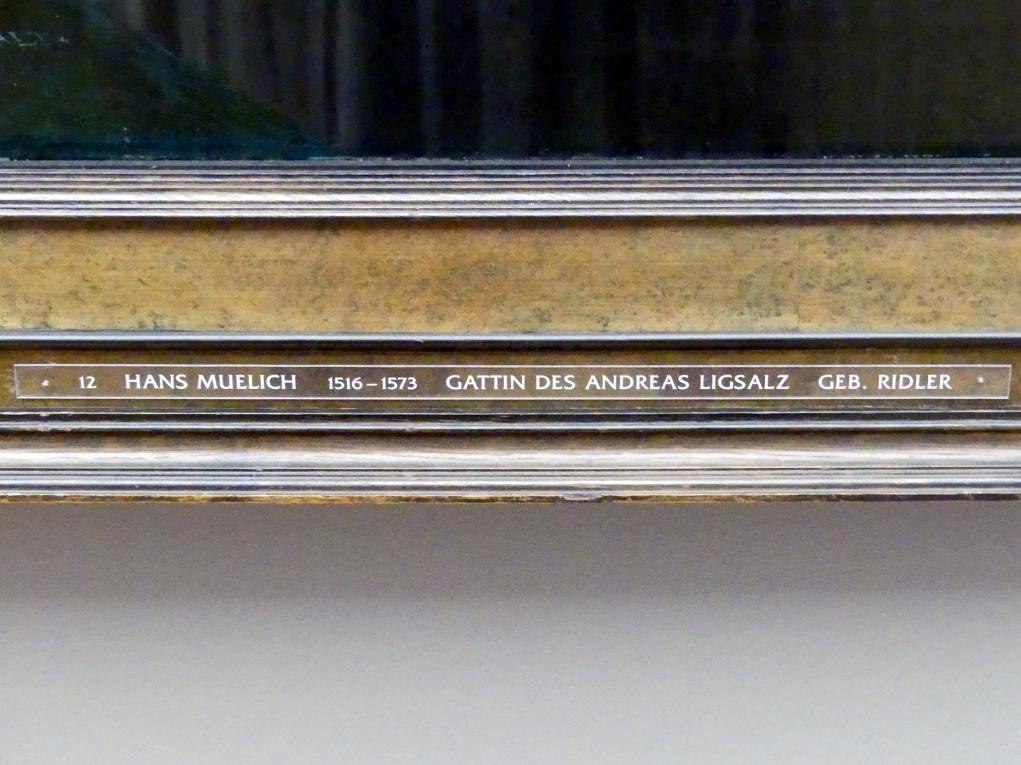 12 HANS MUELICH 1516–1573 GATTIN DES ANDREAS LIGSALZ GEB. RIDLER